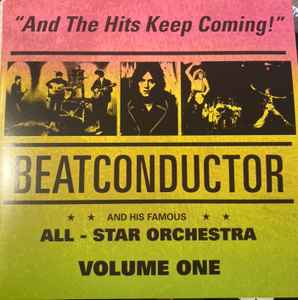 "And The Hits Keep Coming!"
BEATCONDUCTOR
AND HIS FAMOUS
ALL - STAR ORCHESTRA
VOLUME ONE